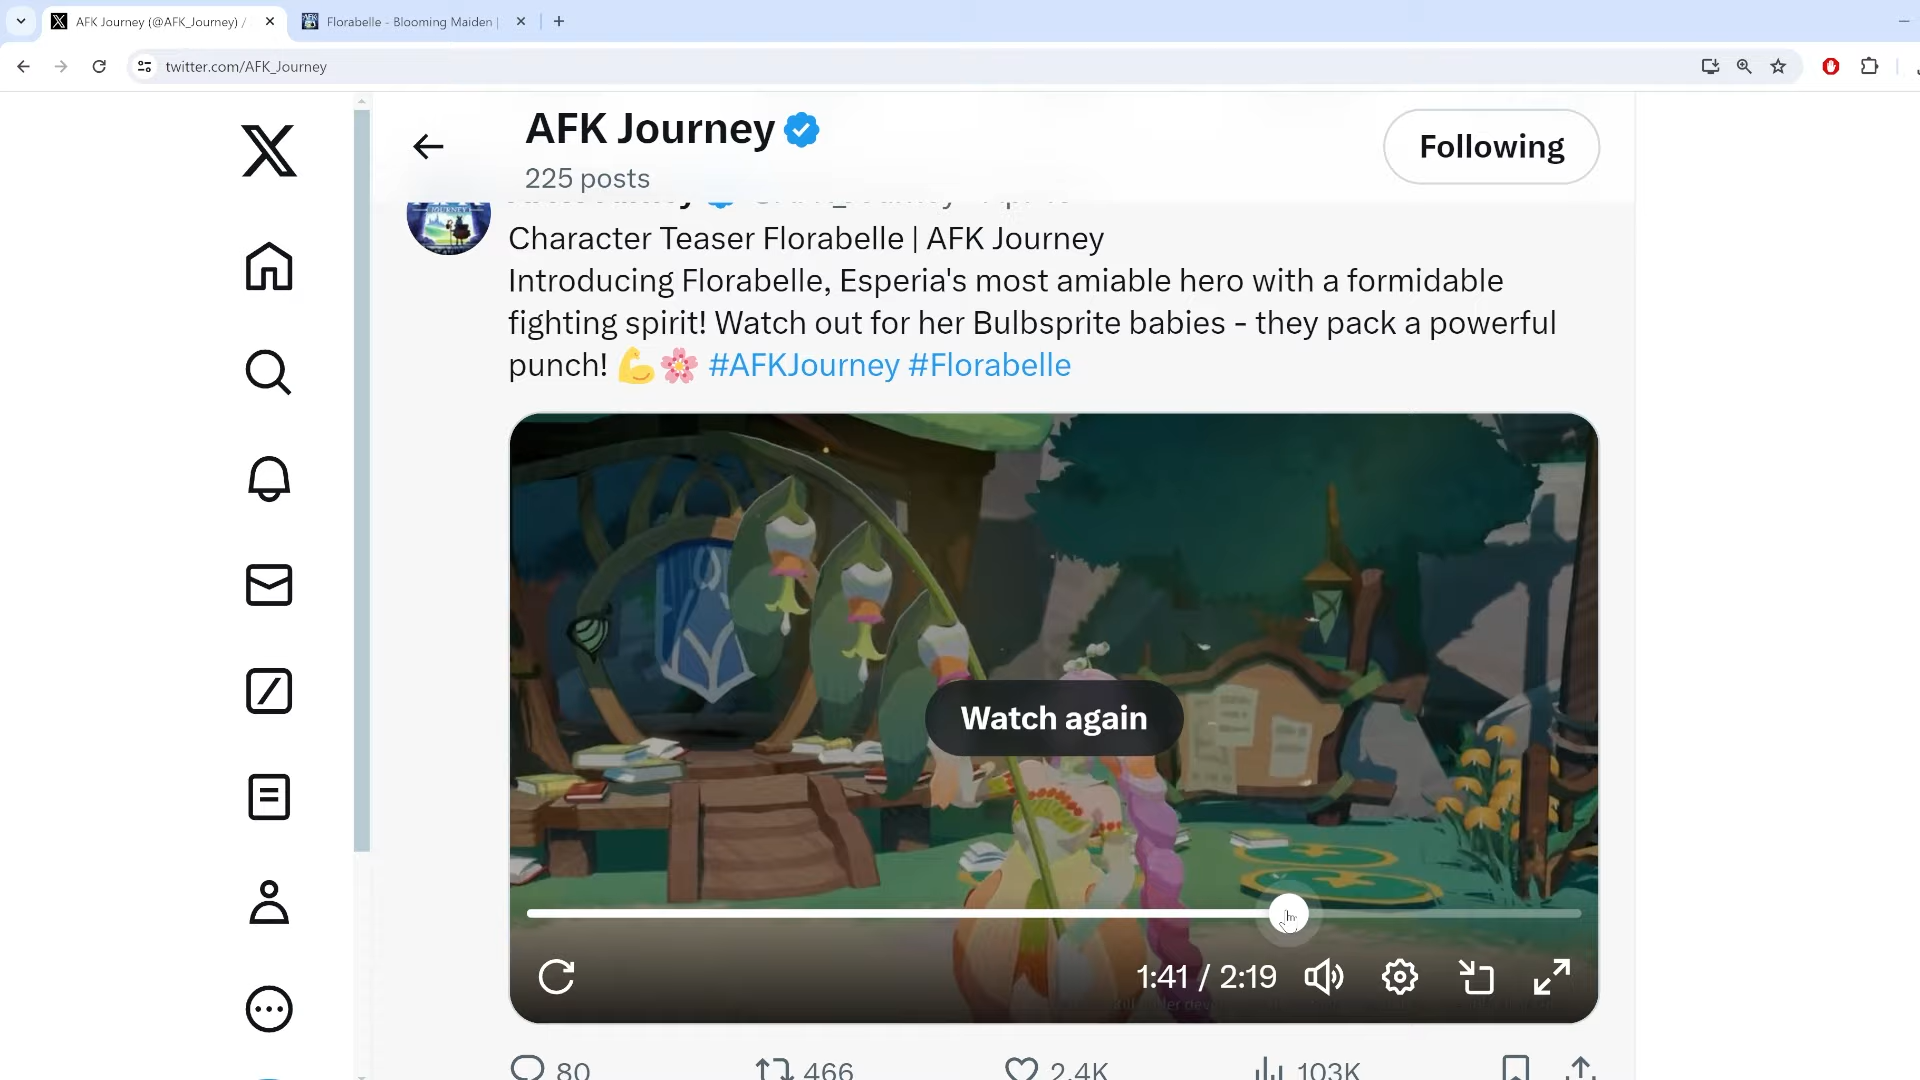 AFK Journey (@AFK_Journey) /
Florabelle - Blooming Maiden |
twitter.com/AFK_Journey
AFK Journey
225 posts
Following
JOURNEY
Character Teaser Florabelle | AFK Journey
Introducing Florabelle, Esperia's most amiable hero with a formidable
fighting spirit! Watch out for her Bulbsprite babies - they pack a powerful
punch! 💪🌸 #AFKJourney #Florabelle
Watch again
1:41 / 2:19
80
466
2.4K
103K